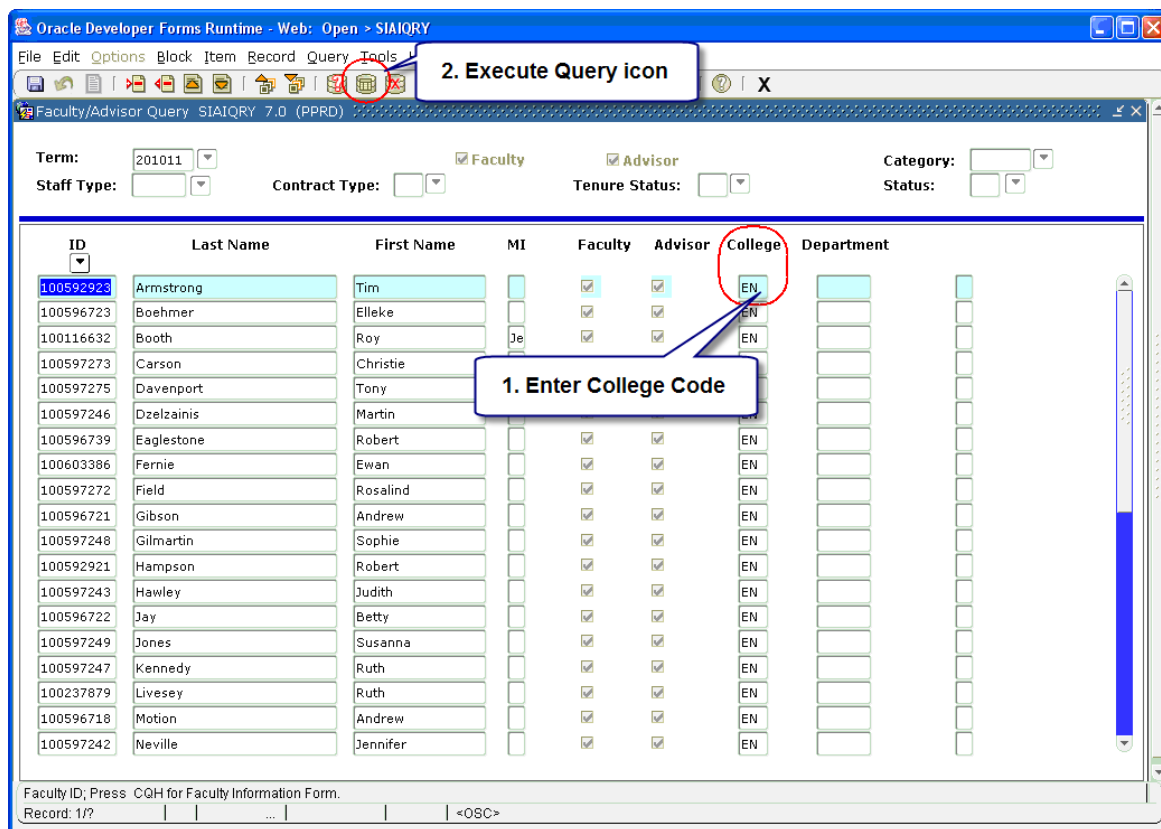 Oracle Developer Forms Runtime - Web: Open > SIAIQRY
File Edit Options Block Item Record Query Tools
2. Execute Query icon
X
Faculty/Advisor Query SIAIQRY 7.0 (PPRD)
Term: 201011 Faculty Advisor Category:
Staff Type: Contract Type: Tenure Status: Status:
ID Last Name First Name MI Faculty Advisor College Department
100592923 Armstrong Tim EN
100596723 Boehmer Elleke EN
100116632 Booth Roy Je EN
100597273 Carson Christie
100597275 Davenport Tony
1. Enter College Code
100597246 Dzelzainis Martin EN
100596739 Eaglestone Robert EN
100603386 Fernie Ewan EN
100597272 Field Rosalind EN
100596721 Gibson Andrew EN
100597248 Gilmartin Sophie EN
100592921 Hampson Robert EN
100597243 Hawley Judith EN
100596722 Jay Betty EN
100597249 Jones Susanna EN
100597247 Kennedy Ruth EN
100237879 Livesey Ruth EN
100596718 Motion Andrew EN
100597242 Neville Jennifer EN
Faculty ID; Press CQH for Faculty Information Form.
Record: 1/? ... <OSC>